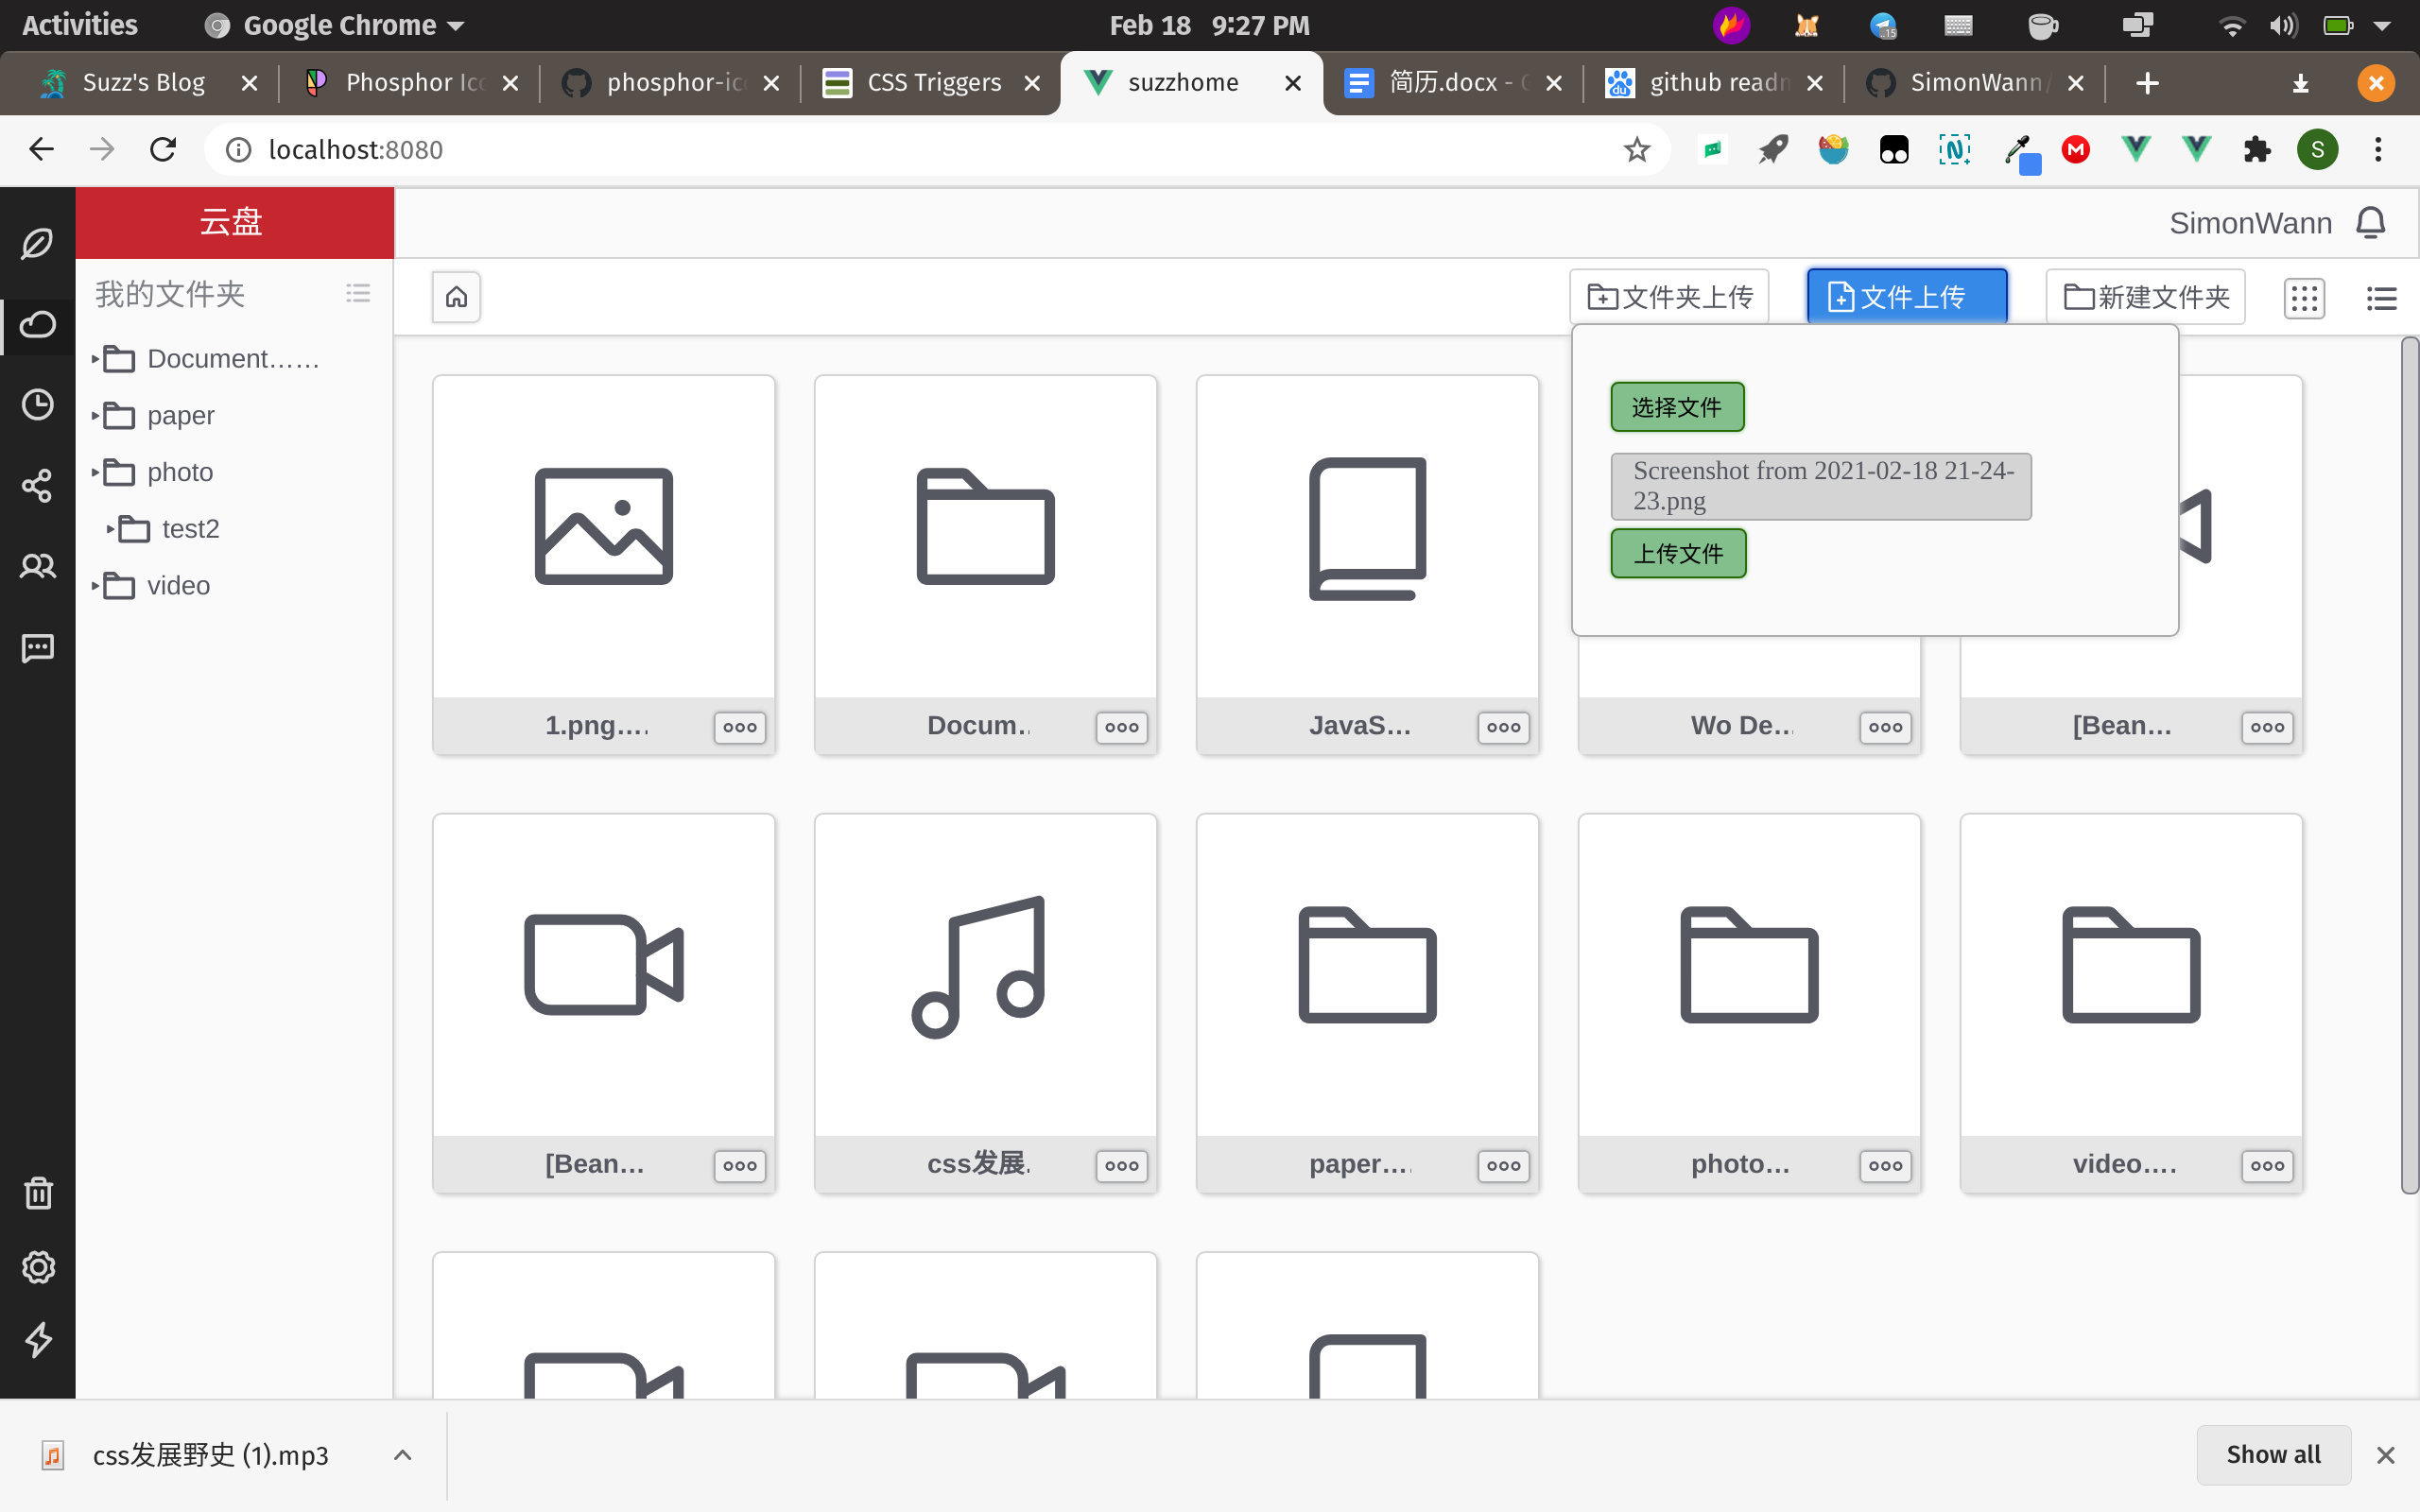 Activities
Google Chrome
Feb 18 9:27 PM
15
Suzz's Blog
Phosphor Ic
phosphor-ic
CSS Triggers
suzzhome
简历.docx - 
github readm
SimonWann/
localhost:8080
S
云盘
SimonWann
我的文件夹
文件夹上传
文件上传
新建文件夹
Document……
paper
photo
test2
video
选择文件
Screenshot from 2021-02-18 21-24-
23.png
上传文件
1.png….
Docum.
JavaS…
Wo De…
[Bean…
[Bean…
css发展.
paper….
photo…
video….
css发展野史 (1).mp3
Show all